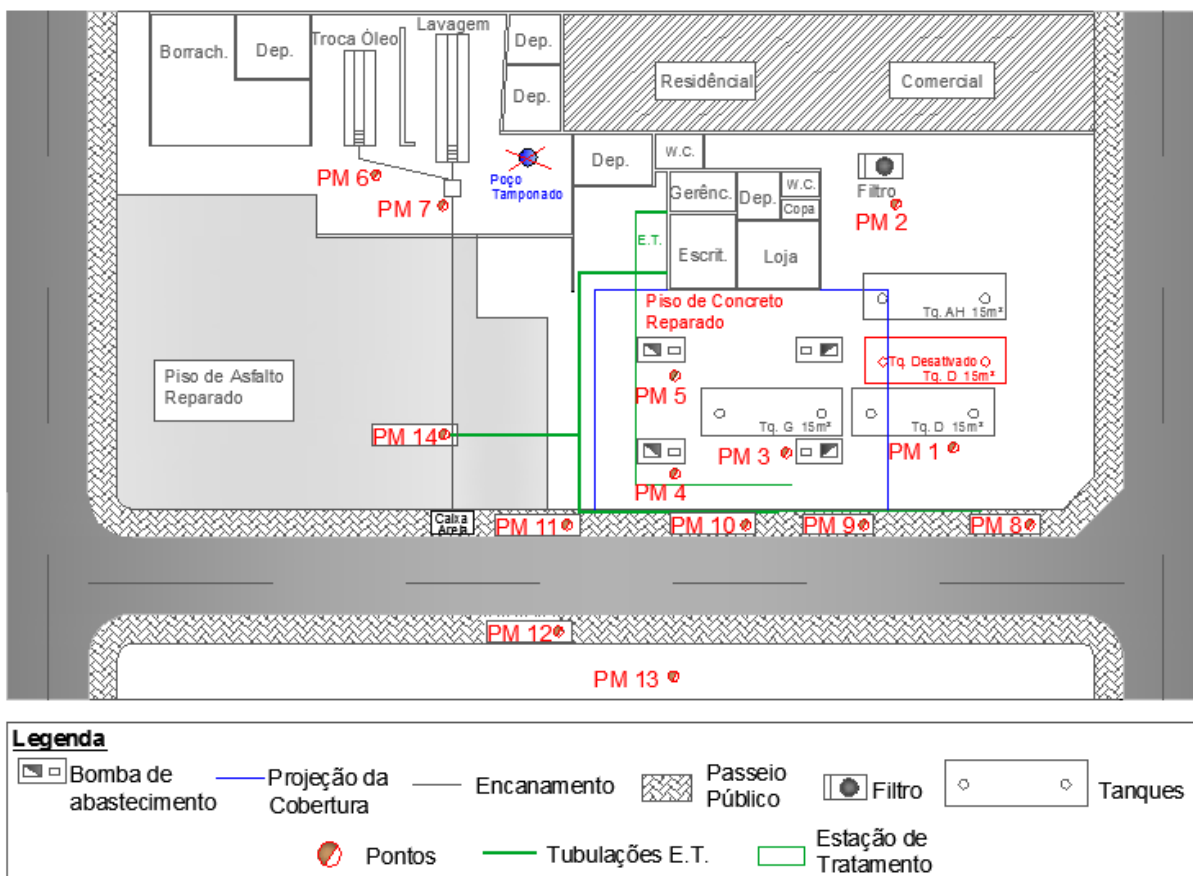 Borrach.
Dep.
Troca Óleo
Lavagem
Dep.
Dep.
Residêncial
Comercial
PM 6
PM 7
Poço
Tamponado
Dep.
W.C.
Gerênc.
Dep.
W.C.
Copa
Filtro
PM 2
E.T.
Escrit.
Loja
Piso de Concreto
Reparado
Tq. AH 15m³
Tq. Desativado
Tq. D 15m³
Piso de Asfalto
Reparado
PM 5
Tq. G 15m³
Tq. D 15m³
PM 14
PM 3
PM 1
PM 4
Caixa
Areia
PM 11
PM 10
PM 9
PM 8
PM 12
PM 13
Legenda
Bomba de
abastecimento
Projeção da
Cobertura
Encanamento
Passeio
Público
Filtro
Tanques
Pontos
Tubulações E.T.
Estação de
Tratamento